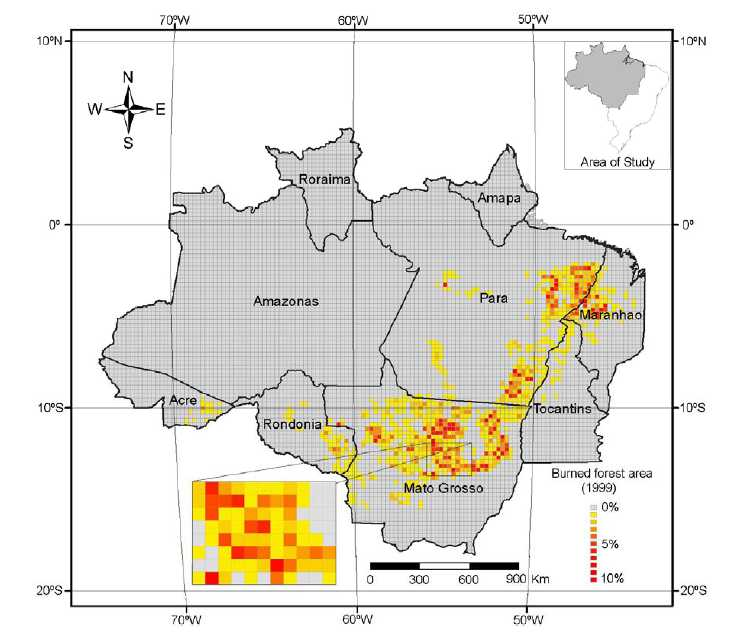 70°W 60°W 50°W
10°N 10°N
N
W E
S
Area of Study
Roraima
Amapa
0° 0°
Amazonas
Para
Maranhao
Acre
10°S 10°S
Tocantins
Rondonia
Mato Grosso
Burned forest area
(1999)
0%
5%
10%
0 300 600 900 Km
20°S 20°S
70°W 60°W 50°W